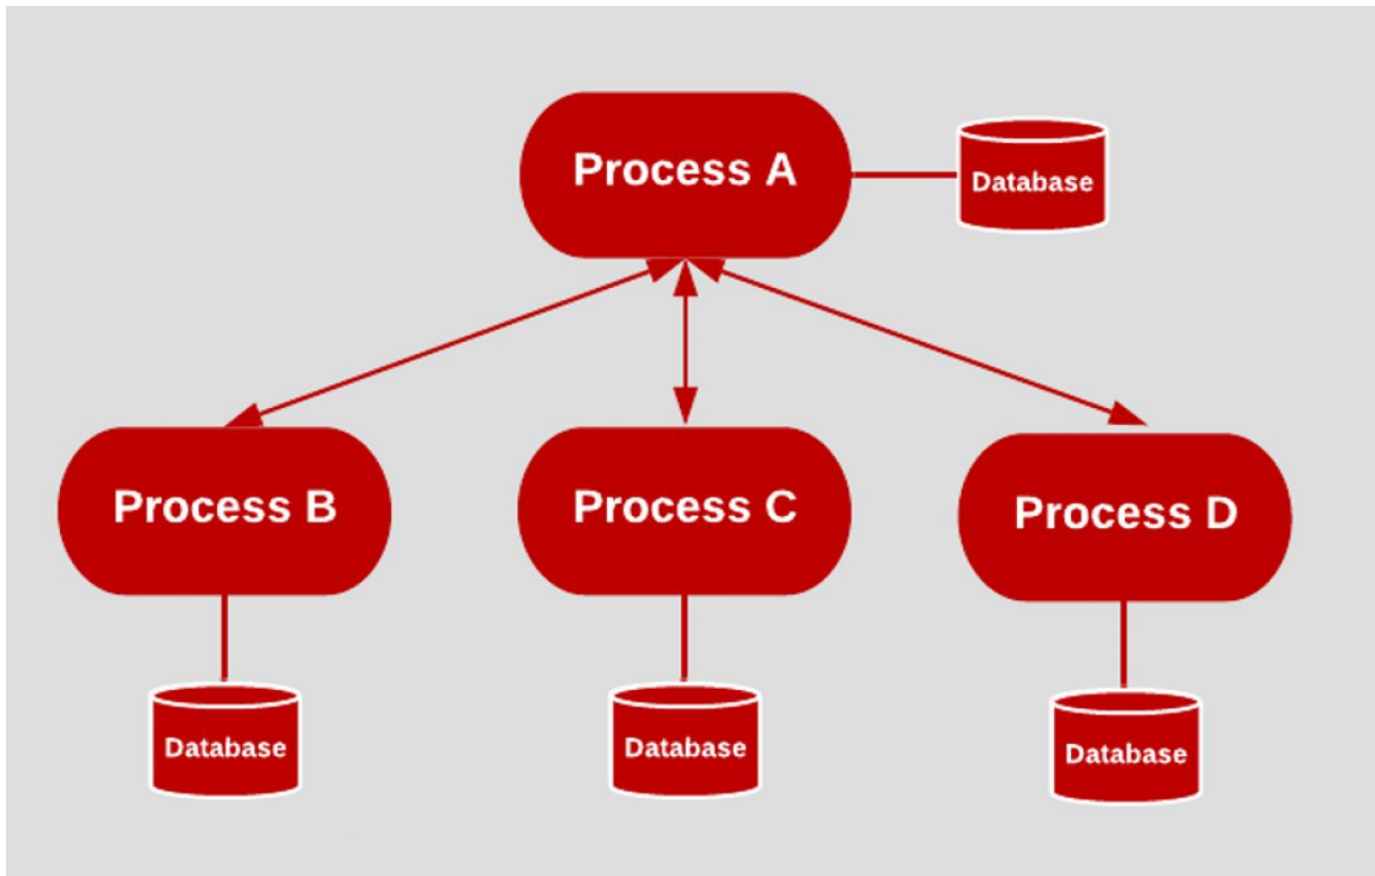 Process A
Database
Process B
Process C
Process D
Database
Database
Database